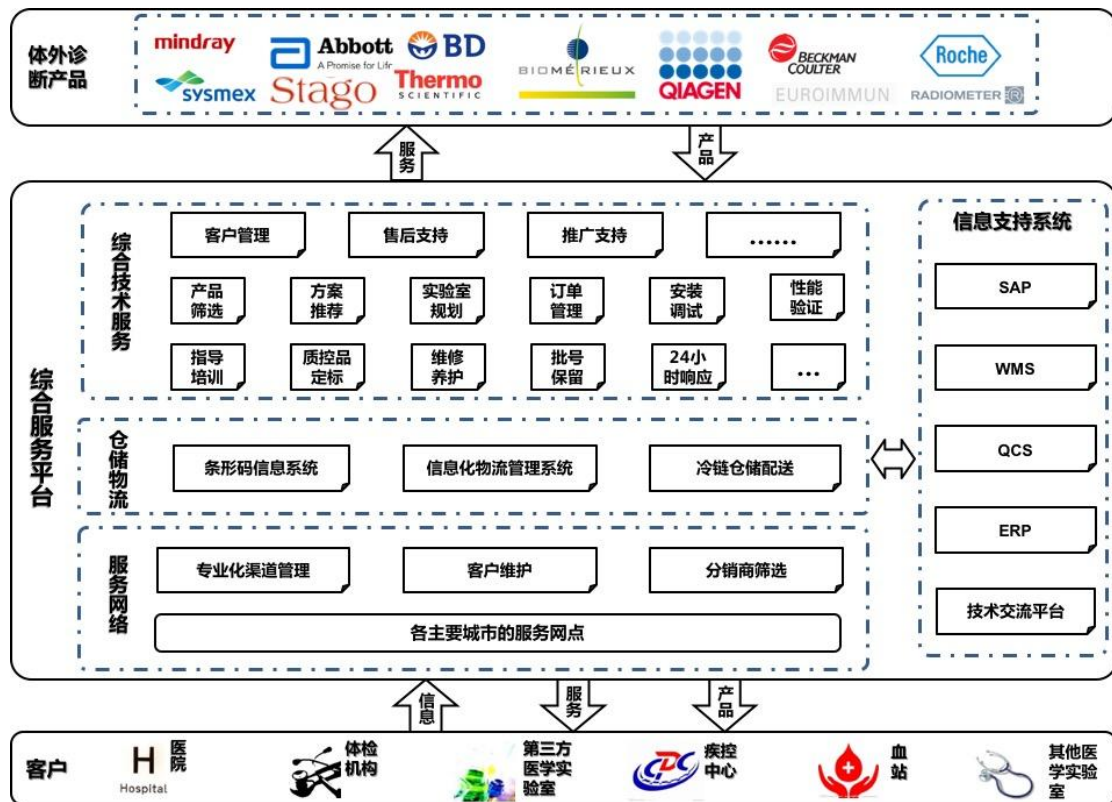 体外诊
断产品
mindray
Abbott
A Promise for Life
BD
BIOMÉRIEUX
QIAGEN
BECKMAN
COULTER
Roche
sysmex
Stago
Thermo
SCIENTIFIC
EUROIMMUN
RADIOMETER
服务
产品
综合服务平台
综合技术服务
客户管理
售后支持
推广支持
......
产品
筛选
方案
推荐
实验室
规划
订单
管理
安装
调试
性能
验证
指导
培训
质控品
定标
维修
养护
批号
保留
24小
时响应
...
仓储物流
条形码信息系统
信息化物流管理系统
冷链仓储配送
服务网络
专业化渠道管理
客户维护
分销商筛选
各主要城市的服务网点
信息支持系统
SAP
WMS
QCS
ERP
技术交流平台
信息
服务
产品
客户
H
Hospital
医
院
体检
机构
第三方
医学实
验室
CDC
疾控
中心
血
站
其他医
学实验
室